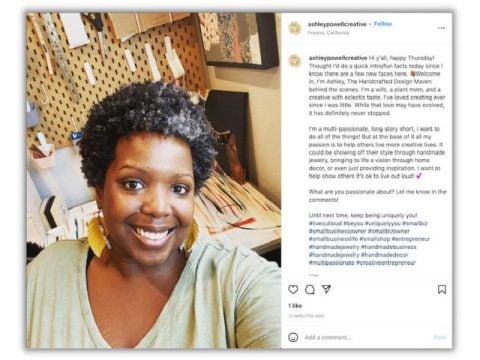 ashleypowellcreative • Follow
Fresno, California
ashleypowellcreative Hi y'all, happy Thursday!
Thought I'd do a quick intro/fun facts today since I
know there are a few new faces here. 👋🏾Welcome
in, I'm Ashley, The Handcrafted Design Maven
behind the scenes. I'm a wife, a plant mom, and a
creative with eclectic taste. I've loved creating ever
since I was little. While that love may have evolved,
it has definitely never stopped.
I'm a multi-passionate, long story short, I want to
do all of the things! But at the base of it all my
passion is to help others live more creative lives. It
could be showing off their style through handmade
jewelry, bringing to life a vision through home
decor, or even just providing inspiration. I want to
help show others it's ok to live out loud! 💕
What are you passionate about? Let me know in the
comments!
Until next time, keep being uniquely you!
#liveoutloud #beyou #uniquelyyou #smallbiz
#smallbusinessowner #smallbizowner
#smallbusinesslife #smallshop #entrepreneur
#handmadejewelry #handmadebusiness
#handmadejewelry #handmadedecor
#multipassionate #creativeentrepreneur
1 like
12 MINUTES AGO
Add a comment...
Post